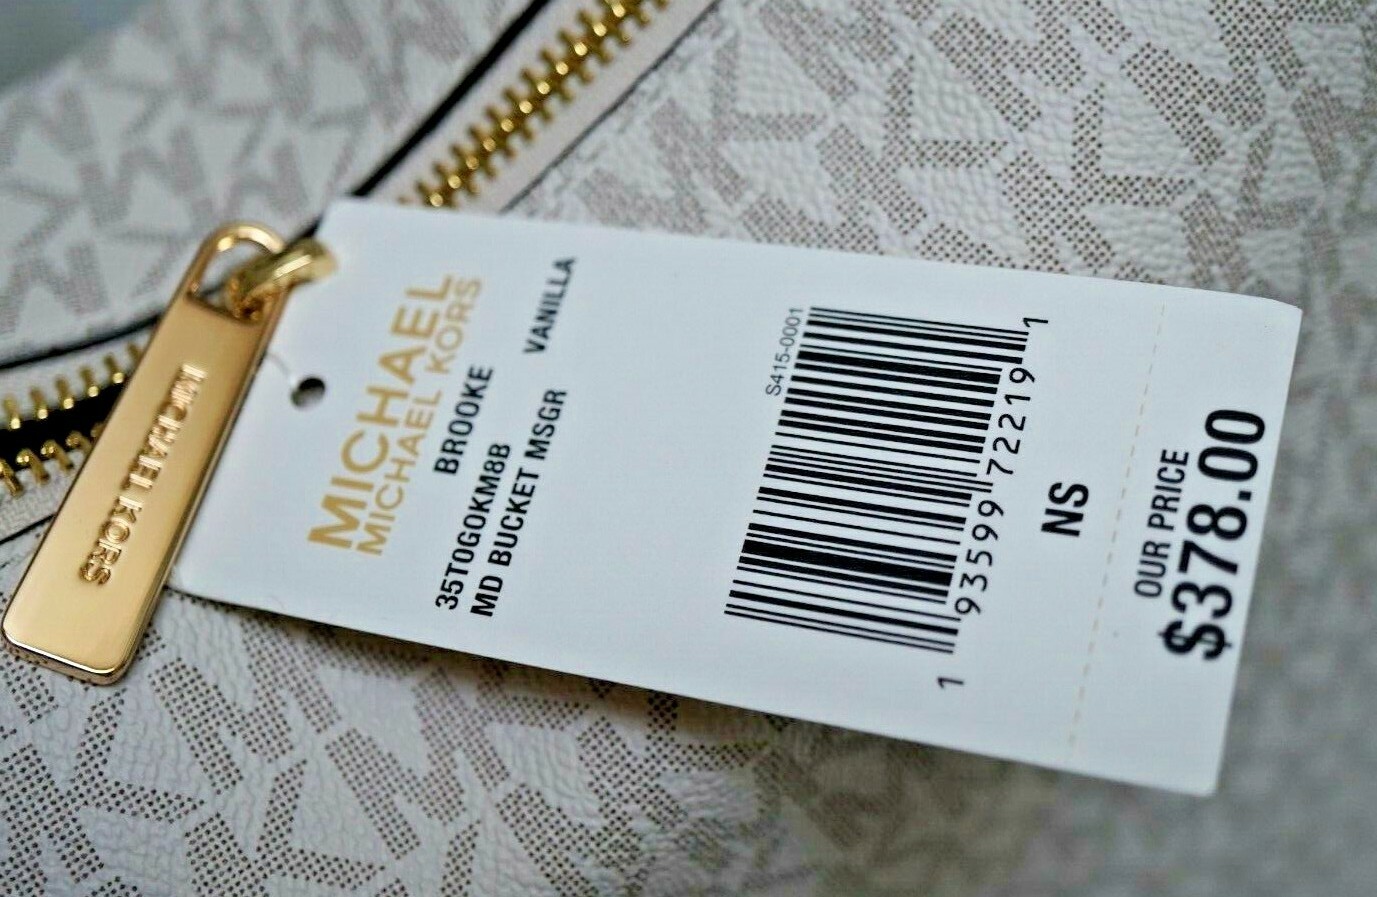 MICHAEL
MICHAEL KORS
BROOKE
35T0G0KM8B
MD BUCKET MSGR
VANILLA
S415-0001
1 93599 72219 1
NS
OUR PRICE
$378.00
MICHAEL KORS